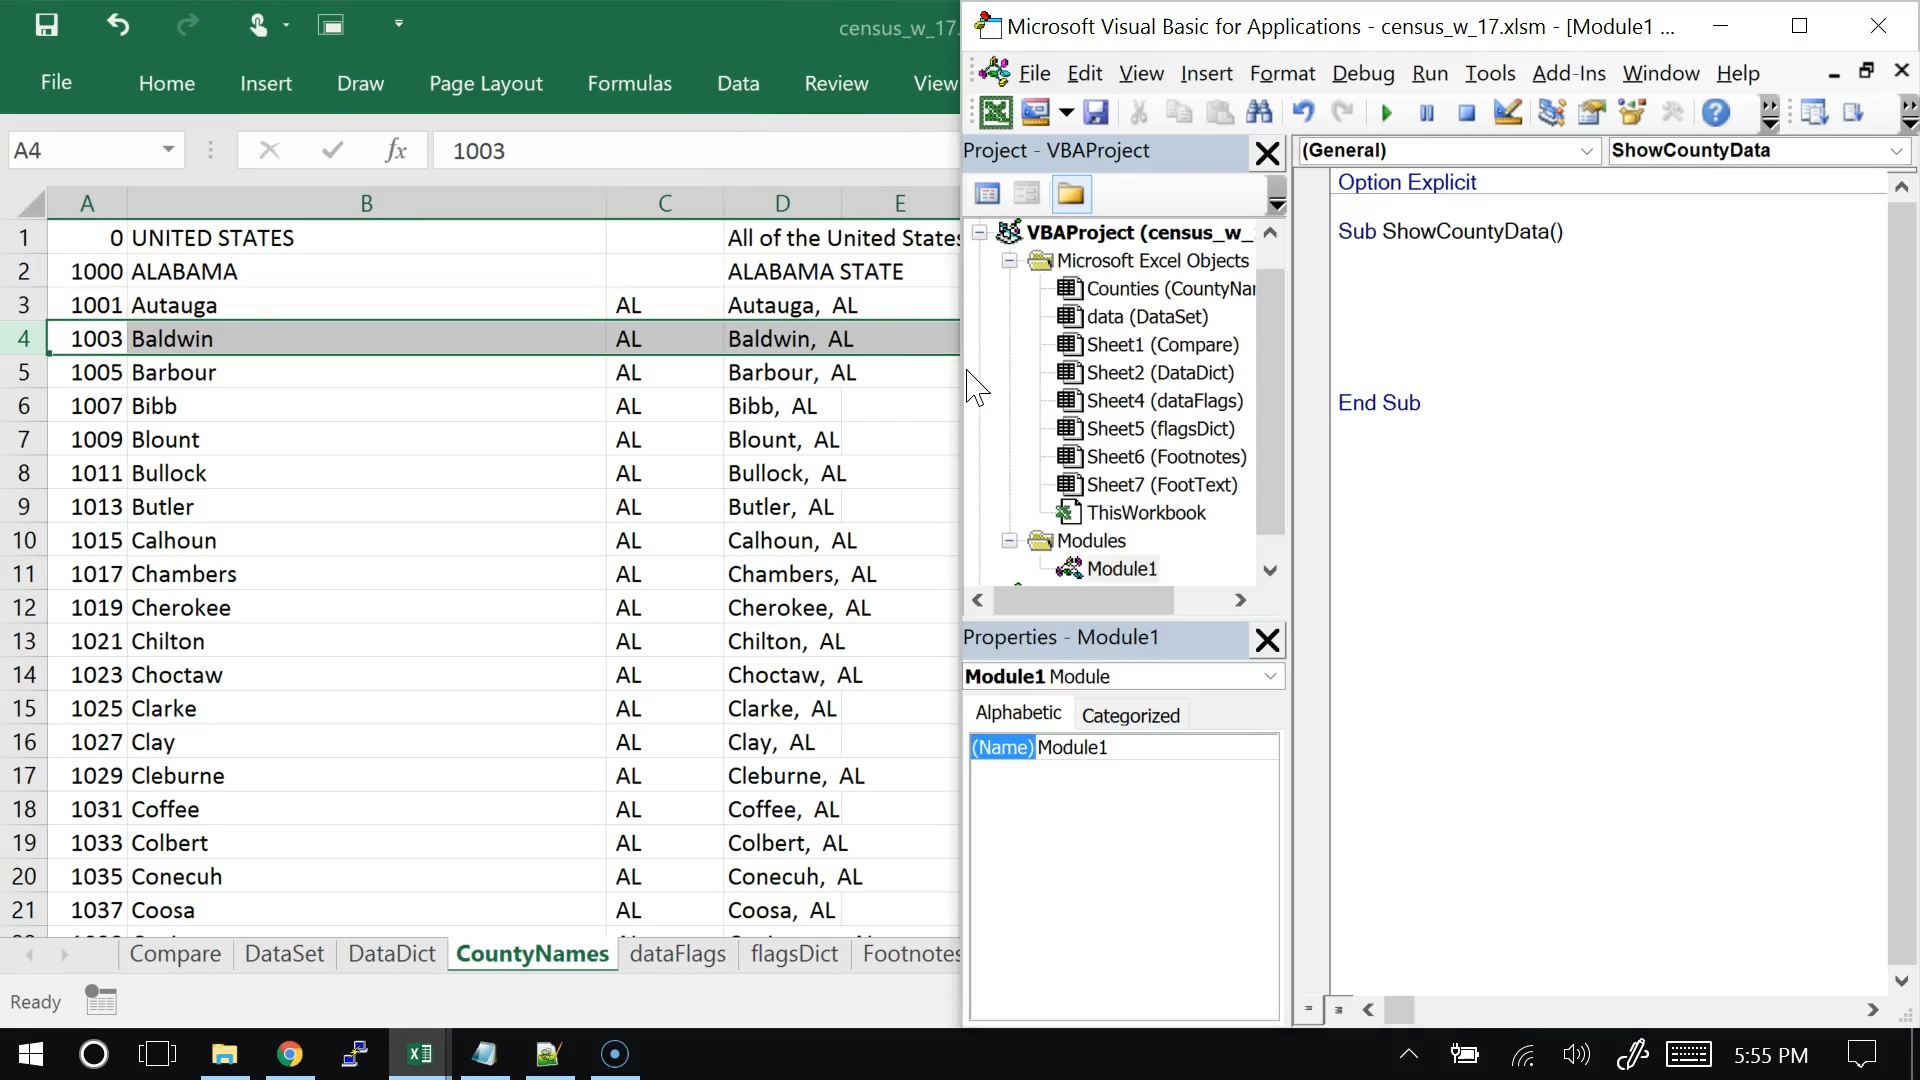 census_w_17.
File Home Insert Draw Page Layout Formulas Data Review View
A4 fx 1003
A B C D E
1 0 UNITED STATES All of the United States
2 1000 ALABAMA ALABAMA STATE
3 1001 Autauga AL Autauga, AL
4 1003 Baldwin AL Baldwin, AL
5 1005 Barbour AL Barbour, AL
6 1007 Bibb AL Bibb, AL
7 1009 Blount AL Blount, AL
8 1011 Bullock AL Bullock, AL
9 1013 Butler AL Butler, AL
10 1015 Calhoun AL Calhoun, AL
11 1017 Chambers AL Chambers, AL
12 1019 Cherokee AL Cherokee, AL
13 1021 Chilton AL Chilton, AL
14 1023 Choctaw AL Choctaw, AL
15 1025 Clarke AL Clarke, AL
16 1027 Clay AL Clay, AL
17 1029 Cleburne AL Cleburne, AL
18 1031 Coffee AL Coffee, AL
19 1033 Colbert AL Colbert, AL
20 1035 Conecuh AL Conecuh, AL
21 1037 Coosa AL Coosa, AL
Compare DataSet DataDict CountyNames dataFlags flagsDict Footnotes
Ready
Microsoft Visual Basic for Applications - census_w_17.xlsm - [Module1 ...
File Edit View Insert Format Debug Run Tools Add-Ins Window Help
Project - VBAProject
VBAProject (census_w_
Microsoft Excel Objects
Counties (CountyNar
data (DataSet)
Sheet1 (Compare)
Sheet2 (DataDict)
Sheet4 (dataFlags)
Sheet5 (flagsDict)
Sheet6 (Footnotes)
Sheet7 (FootText)
ThisWorkbook
Modules
Module1
Properties - Module1
Module1 Module
Alphabetic Categorized
(Name) Module1
(General) ShowCountyData
Option Explicit
Sub ShowCountyData()
End Sub
5:55 PM